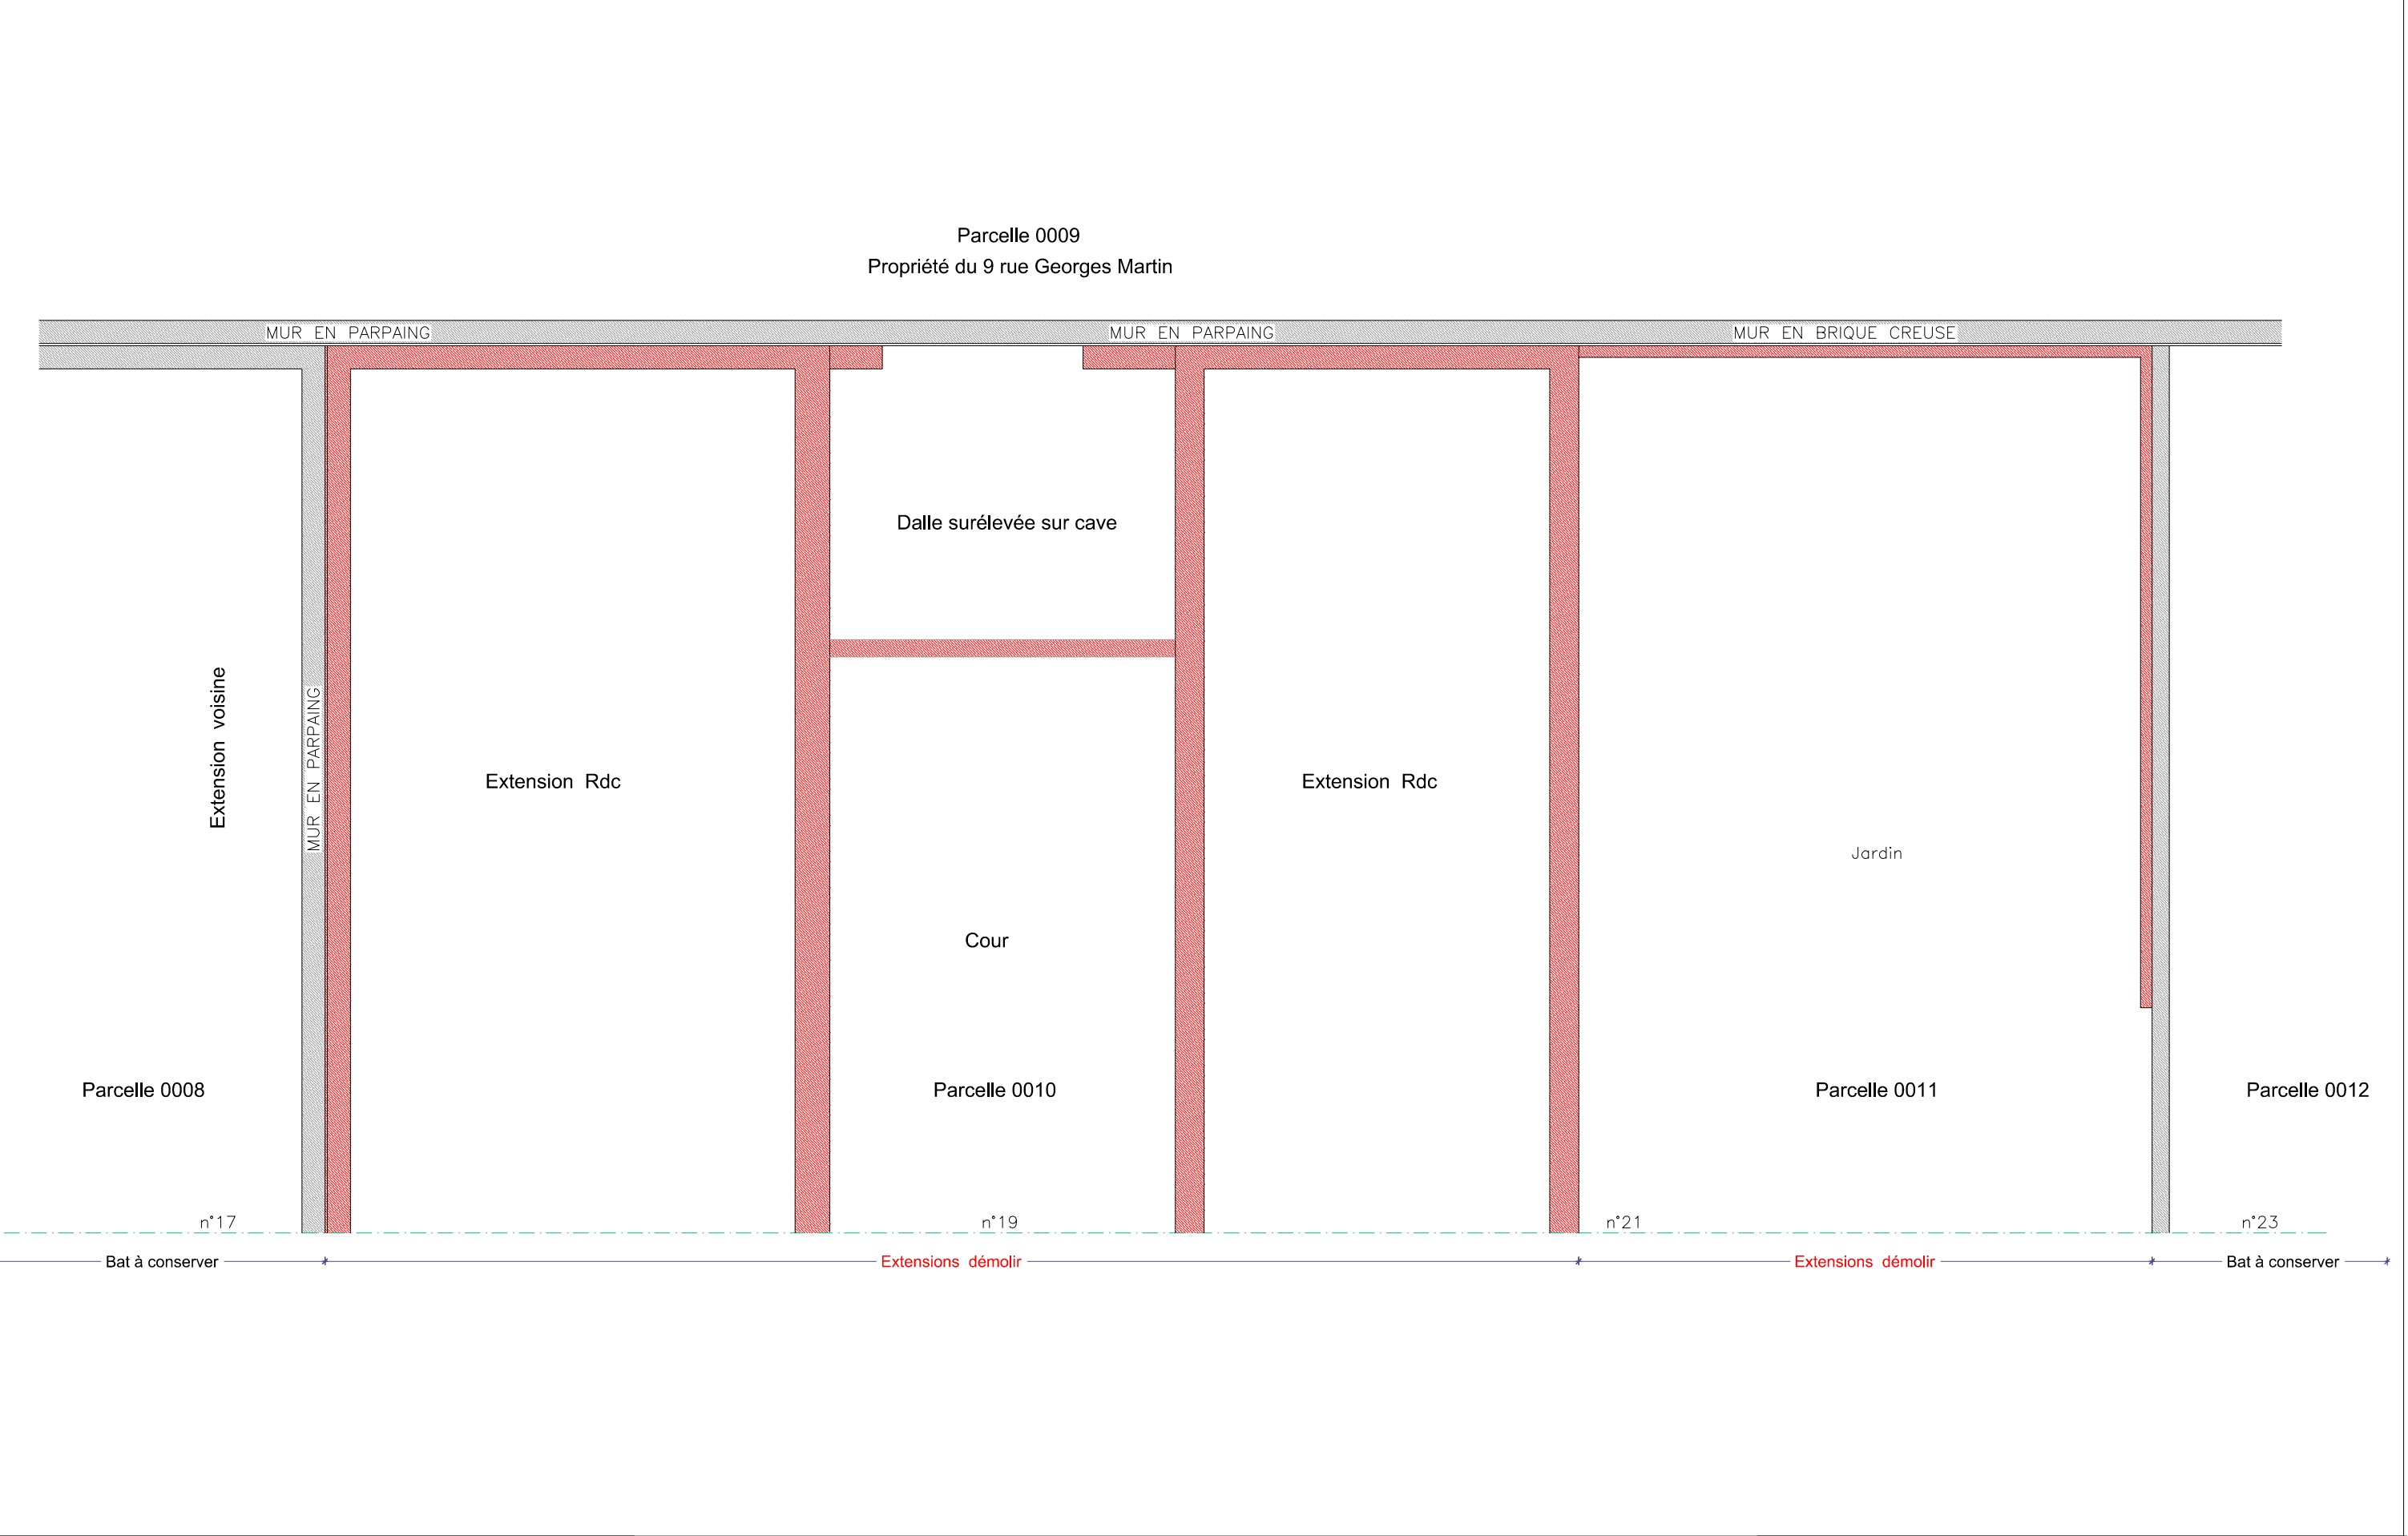 Parcelle 0009
Propriété du 9 rue Georges Martin
MUR EN PARPAING
MUR EN PARPAING
MUR EN BRIQUE CREUSE
Dalle surélevée sur cave
Extension voisine
MUR EN PARPAING
Extension Rdc
Extension Rdc
Jardin
Cour
Parcelle 0008
Parcelle 0010
Parcelle 0011
Parcelle 0012
n°17
n°19
n°21
n°23
Bat à conserver
Extensions démolir
Extensions démolir
Bat à conserver